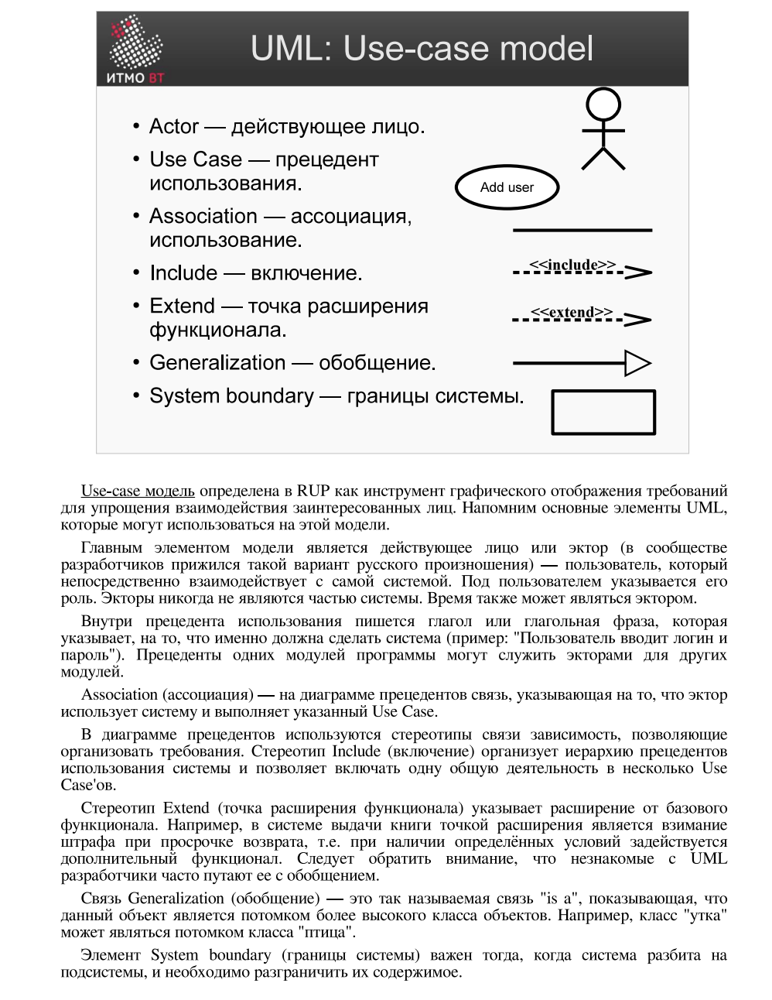 ИТМО ВТ
UML: Use-case model
• Actor — действующее лицо.
• Use Case — прецедент
использования.
Add user
• Association — ассоциация,
использование.
• Include — включение.
<<include>>
• Extend — точка расширения
функционала.
<<extend>>
• Generalization — обобщение.
• System boundary — границы системы.
Use-case модель определена в RUP как инструмент графического отображения требований
для упрощения взаимодействия заинтересованных лиц. Напомним основные элементы UML,
которые могут использоваться на этой модели.
Главным элементом модели является действующее лицо или эктор (в сообществе
разработчиков прижился такой вариант русского произношения) — пользователь, который
непосредственно взаимодействует с самой системой. Под пользователем указывается его
роль. Экторы никогда не являются частью системы. Время также может являться эктором.
Внутри прецедента использования пишется глагол или глагольная фраза, которая
указывает, на то, что именно должна сделать система (пример: "Пользователь вводит логин и
пароль"). Прецеденты одних модулей программы могут служить экторами для других
модулей.
Association (ассоциация) — на диаграмме прецедентов связь, указывающая на то, что эктор
использует систему и выполняет указанный Use Case.
В диаграмме прецедентов используются стереотипы связи зависимость, позволяющие
организовать требования. Стереотип Include (включение) организует иерархию прецедентов
использования системы и позволяет включать одну общую деятельность в несколько Use
Case'ов.
Стереотип Extend (точка расширения функционала) указывает расширение от базового
функционала. Например, в системе выдачи книги точкой расширения является взимание
штрафа при просрочке возврата, т.е. при наличии определённых условий задействуется
дополнительный функционал. Следует обратить внимание, что незнакомые с UML
разработчики часто путают ее с обобщением.
Связь Generalization (обобщение) — это так называемая связь "is a", показывающая, что
данный объект является потомком более высокого класса объектов. Например, класс "утка"
может являться потомком класса "птица".
Элемент System boundary (границы системы) важен тогда, когда система разбита на
подсистемы, и необходимо разграничить их содержимое.